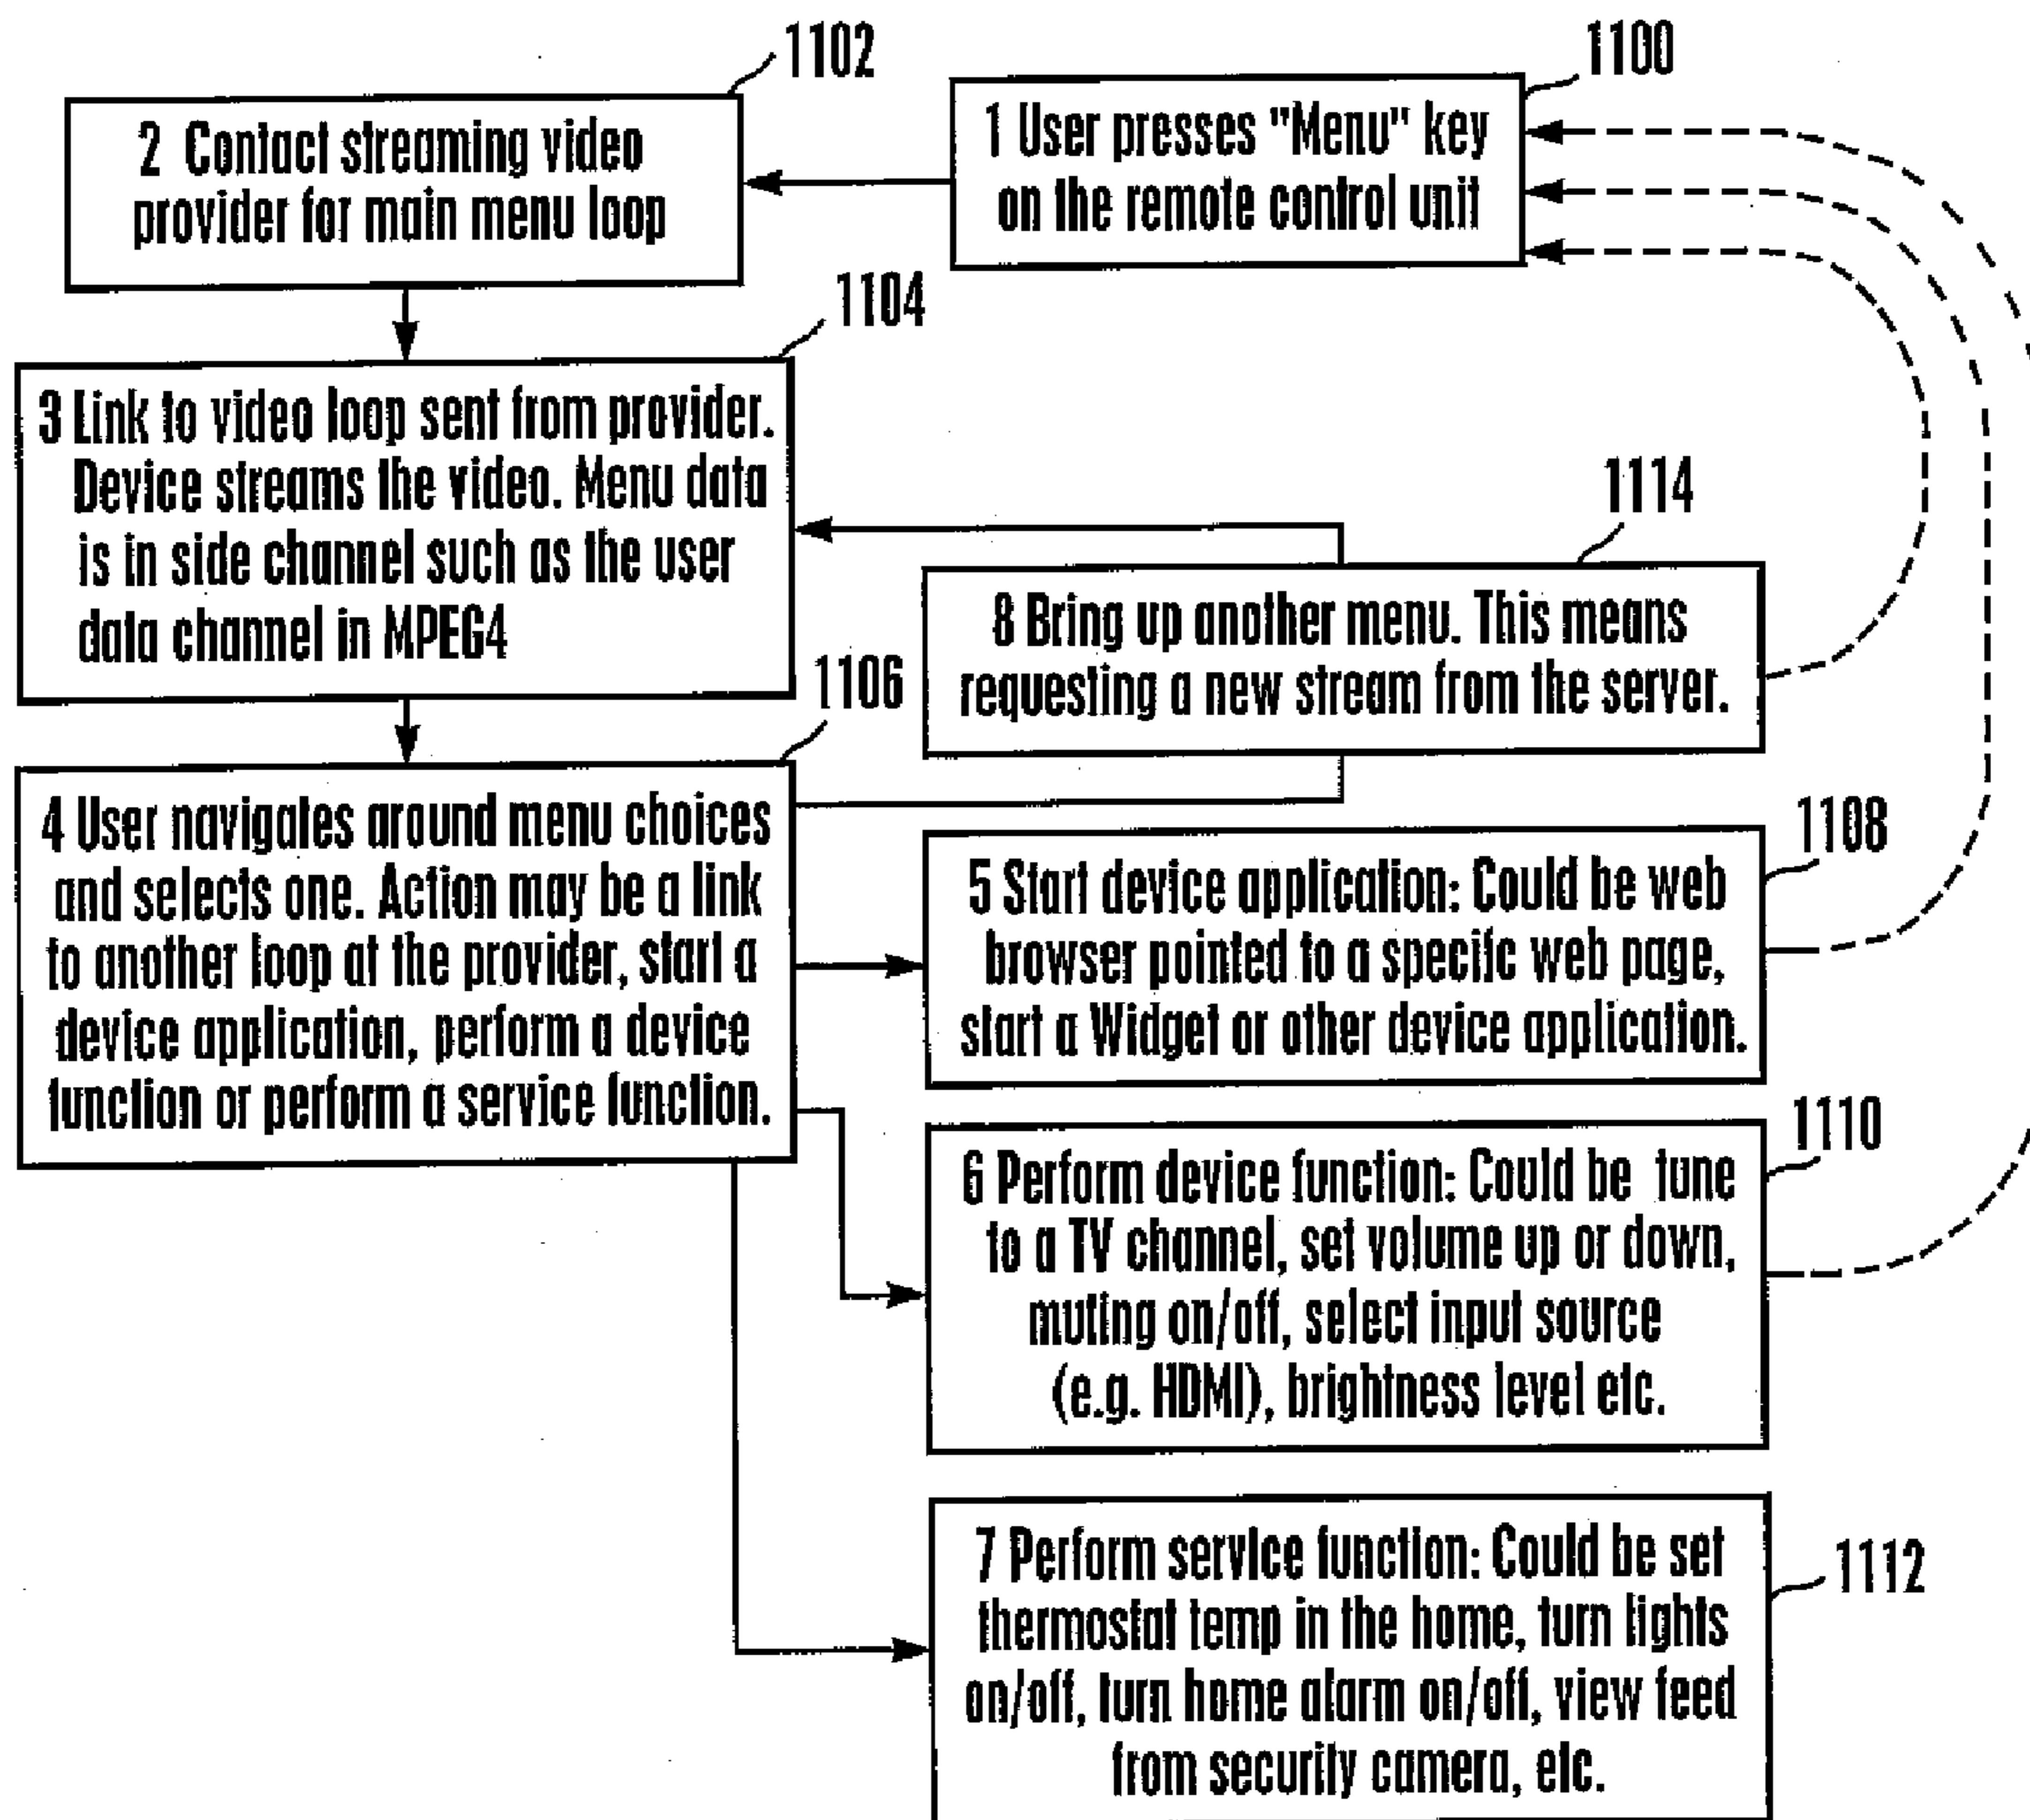 1102
1100
2 Contact streaming video
provider for main menu loop
1 User presses "Menu" key
on the remote control unit
1104
3 Link to video loop sent from provider.
Device streams the video. Menu data
is in side channel such as the user
data channel in MPEG4
1114
8 Bring up another menu. This means
requesting a new stream from the server.
1106
4 User navigates around menu choices
and selects one. Action may be a link
to another loop at the provider, start a
device application, perform a device
function or perform a service function.
1108
5 Start device application: Could be web
browser pointed to a specifc web page,
start a Widget or other device application.
1110
6 Perform device function: Could be tune
to a TV channel, set volume up or down,
muting on/off, select input source
(e.g. HDMI), brightness level etc.
7 Perform service function: Could be set
thermostat temp in the home, turn lights
on/off, turn home alarm on/off, view feed
from security camera, etc.
1112